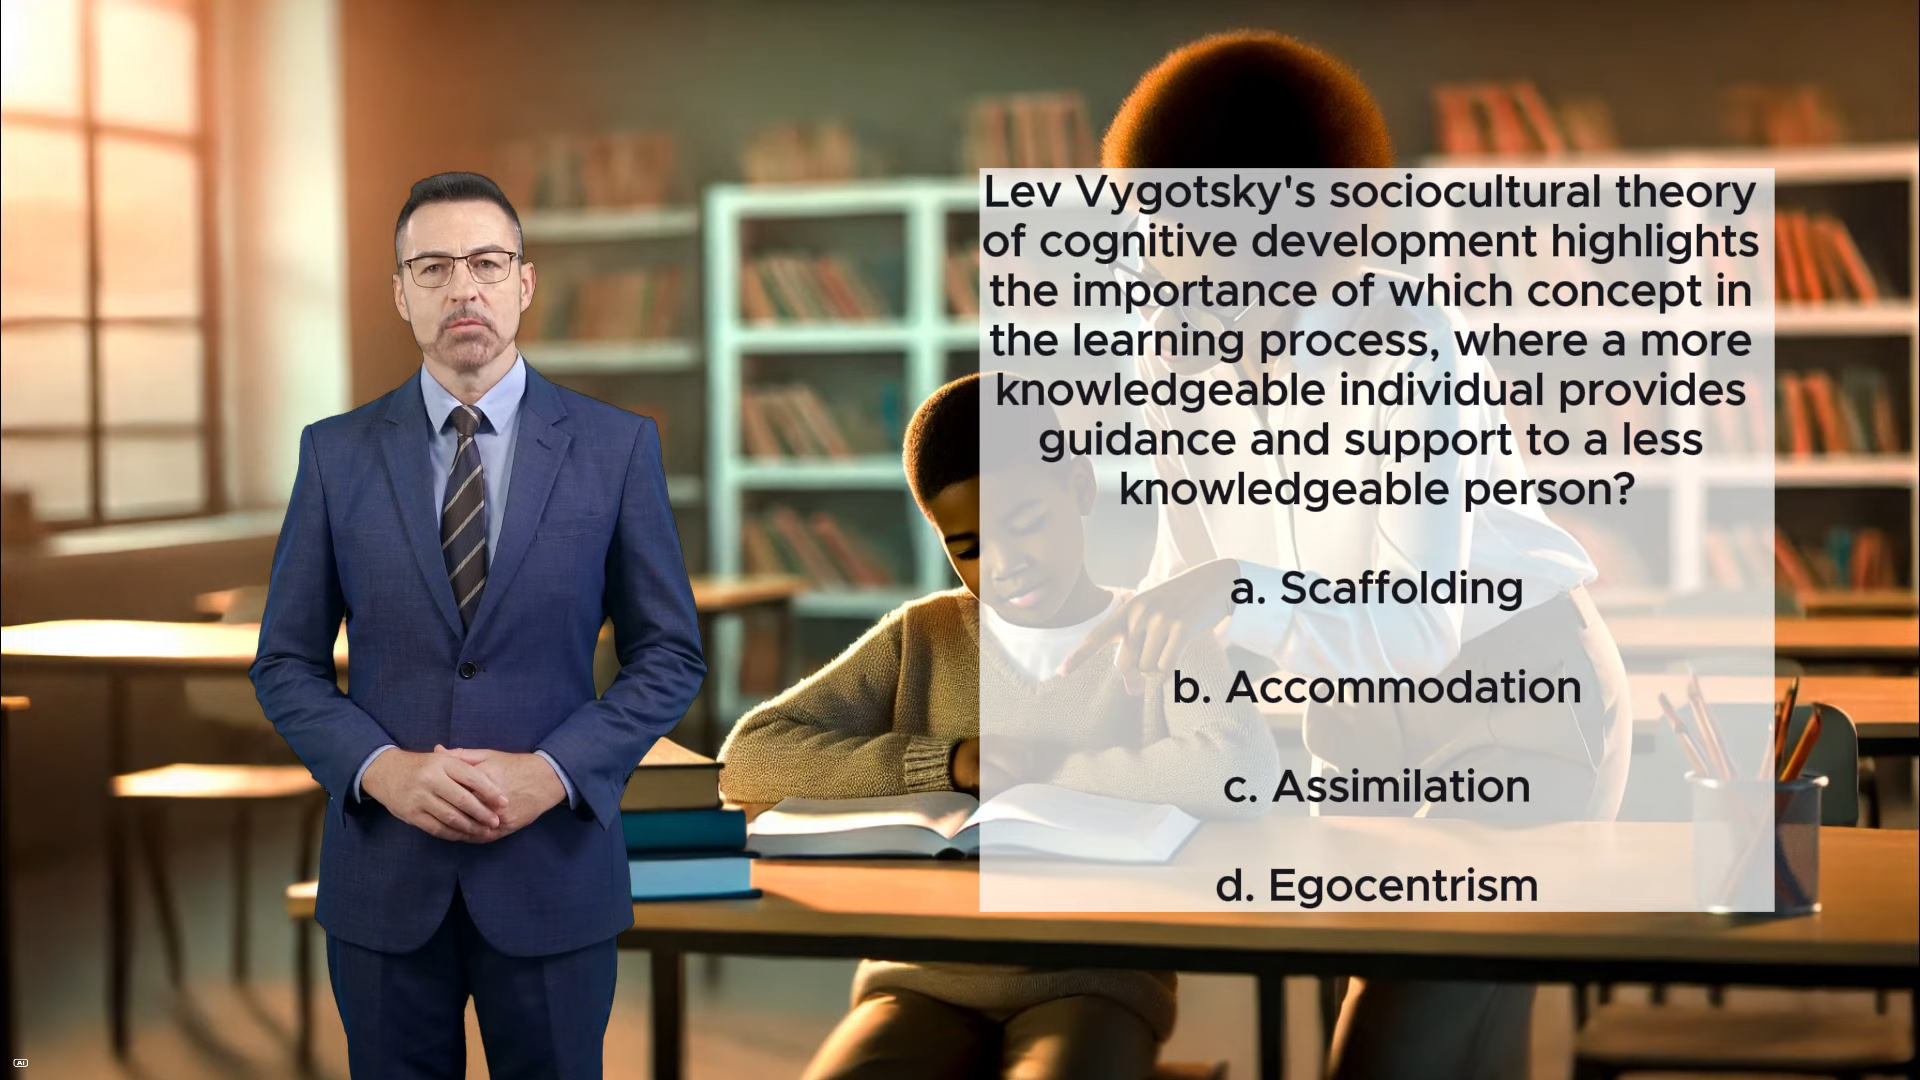 Lev Vygotsky's sociocultural theory
of cognitive development highlights
the importance of which concept in
the learning process, where a more
knowledgeable individual provides
guidance and support to a less
knowledgeable person?
a. Scaffolding
b. Accommodation
c. Assimilation
d. Egocentrism
AI